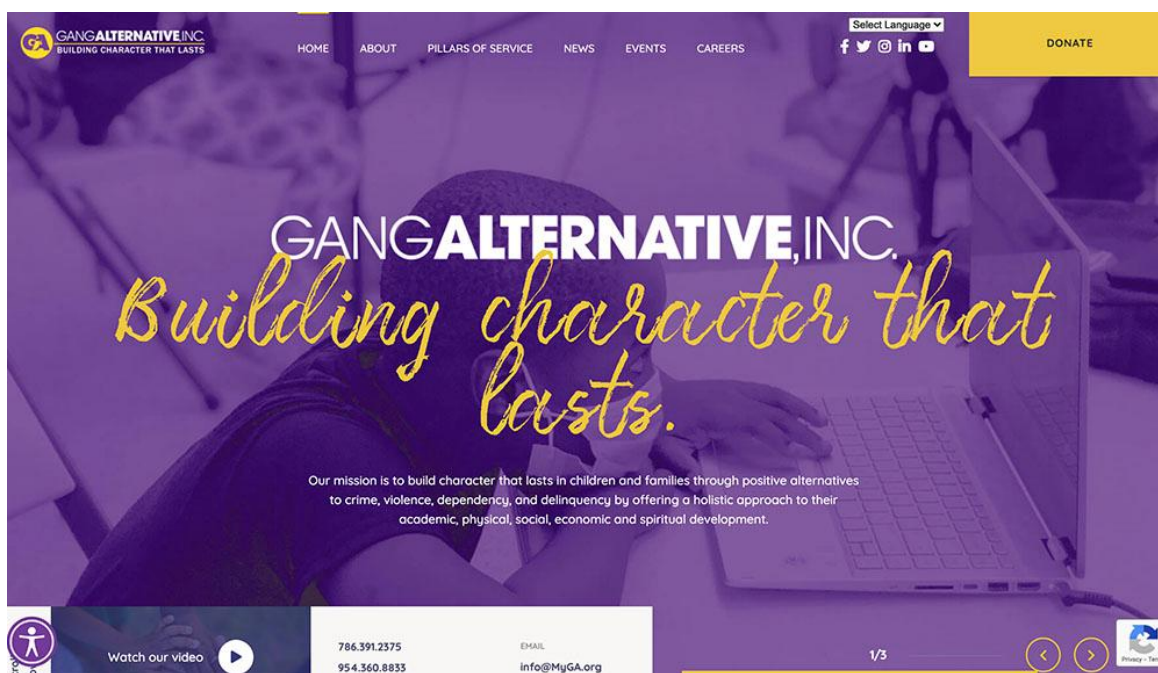 GA
GANGALTERNATIVE,INC.
BUILDING CHARACTER THAT LASTS
HOME ABOUT PILLARS OF SERVICE NEWS EVENTS CAREERS
Select Language
DONATE
GANGALTERNATIVE,INC.
Building character that
lasts.
Our mission is to build character that lasts in children and families through positive alternatives
to crime, violence, dependency, and delinquency by offering a holistic approach to their
academic, physical, social, economic and spiritual development.
Watch our video
786.391.2375
954.360.8833
EMAIL
info@MyGA.org
1/3
Privacy -